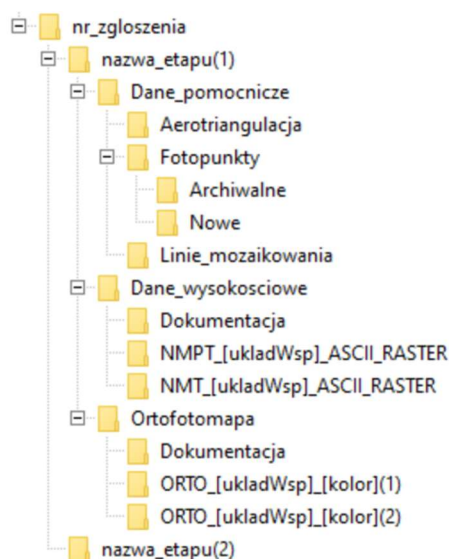 nr_zgloszenia
nazwa_etapu(1)
Dane_pomocnicze
Aerotriangulacja
Fotopunkty
Archiwalne
Nowe
Linie_mozaikowania
Dane_wysokosciowe
Dokumentacja
NMPT_[ukladWsp]_ASCII_RASTER
NMT_[ukladWsp]_ASCII_RASTER
Ortofotomapa
Dokumentacja
ORTO_[ukladWsp]_[kolor](1)
ORTO_[ukladWsp]_[kolor](2)
nazwa_etapu(2)